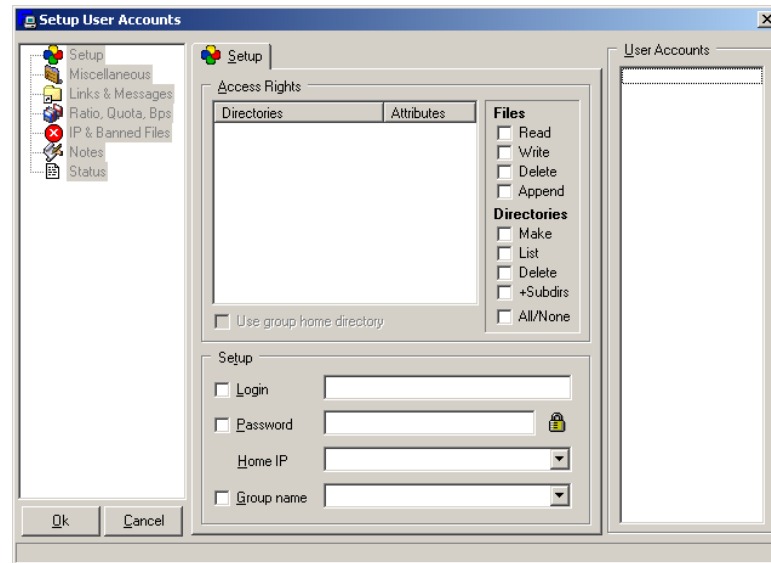 Setup User Accounts
Setup
Miscellaneous
Links & Messages
Ratio, Quota, Bps
IP & Banned Files
Notes
Status
Ok
Cancel
Setup
Access Rights
Directories Attributes
Use group home directory
Files
Read
Write
Delete
Append
Directories
Make
List
Delete
+Subdirs
All/None
Setup
Login
Password
Home IP
Group name
User Accounts